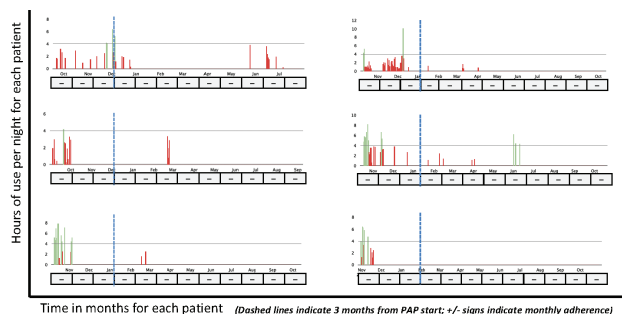 Hours of use per night for each patient
8
6
4
2
0
Oct Nov Dec Jan Feb Mar Apr May Jun Jul
– – – – – – – – – –
12
10
8
6
4
2
0
Nov Dec Jan Feb Mar Apr May Jun Jul Aug Sep Oct
– – – – – – – – – – – –
6
4
2
0
Oct Nov Dec Jan Feb Mar Apr May Jun Jul Aug Sep
– – – – – – – – – – – –
8
6
4
2
0
Nov Dec Jan Feb Mar Apr May Jun Jul Aug Sep Oct
– – – – – – – – – – – –
8
6
4
2
0
Nov Dec Jan Feb Mar Apr May Jun Jul Aug Sep Oct
– – – – – – – – – – – –
8
6
4
2
0
Nov Dec Jan Feb Mar Apr May Jun Jul Aug Sep Oct
– – – – – – – – – – – –
Time in months for each patient (Dashed lines indicate 3 months from PAP start; +/- signs indicate monthly adherence)